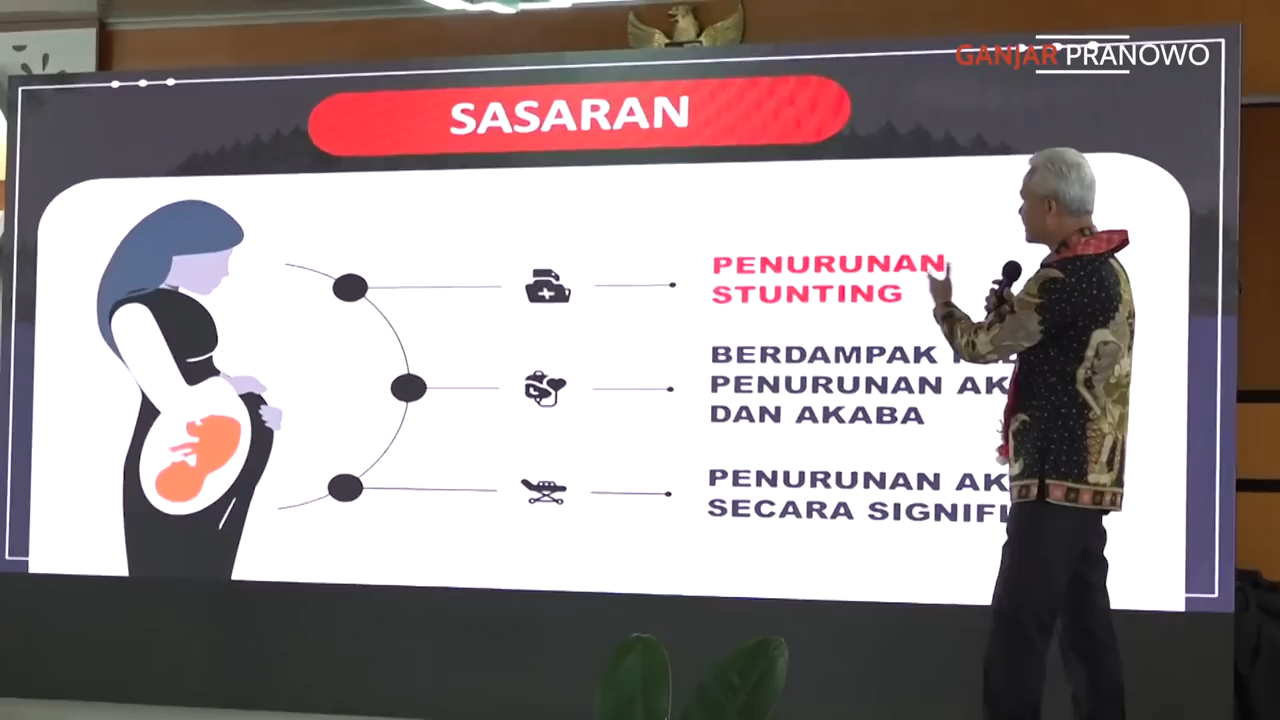 GANJAR PRANOWO
SASARAN
PENURUNAN
STUNTING
BERDAMPAK
PENURUNAN
DAN AKABA
PENURUNAN
SECARA